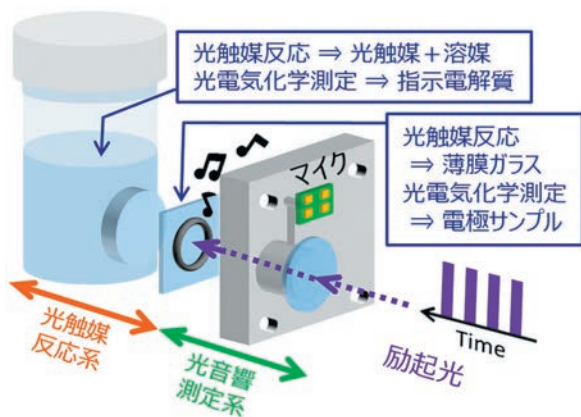 光触媒反応 ⇒ 光触媒＋溶媒
光電気化学測定 ⇒ 指示電解質
光触媒反応
⇒ 薄膜ガラス
光電気化学測定
⇒ 電極サンプル
マイク
Time
励起光
光触媒
反応系
光音響
測定系